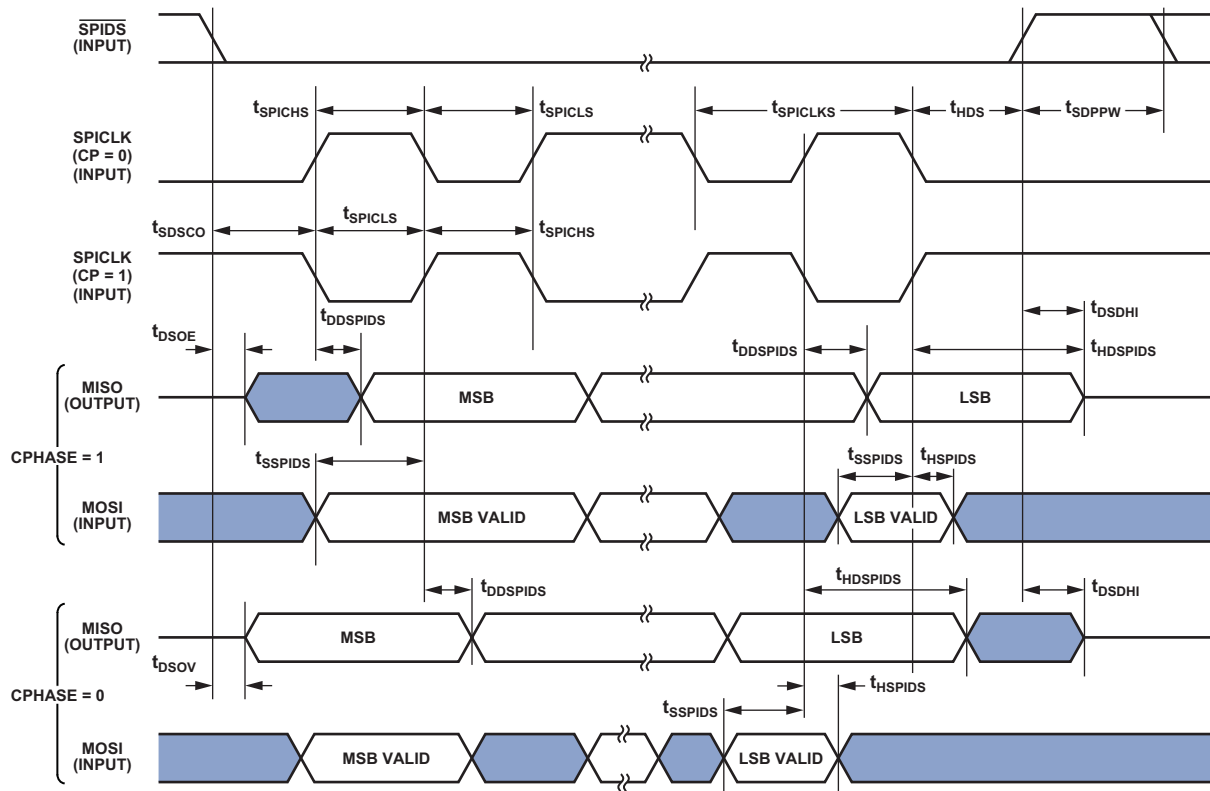 SPIDS
(INPUT)
tSPICHS
tSPICLS
tSPICLKS
tHDS
tSDPPW
SPICLK
(CP = 0)
(INPUT)
tSDSCO
tSPICLS
tSPICHS
SPICLK
(CP = 1)
(INPUT)
tDSOE
tDDSPIDS
tDDSPIDS
tDSDHI
tHDSPIDS
MISO
(OUTPUT)
MSB
LSB
CPHASE = 1
tSSPIDS
tSSPIDS
tHSPIDS
MOSI
(INPUT)
MSB VALID
LSB VALID
tDDSPIDS
tHDSPIDS
tDSDHI
MISO
(OUTPUT)
MSB
LSB
tDSOV
CPHASE = 0
tSSPIDS
tHSPIDS
MOSI
(INPUT)
MSB VALID
LSB VALID